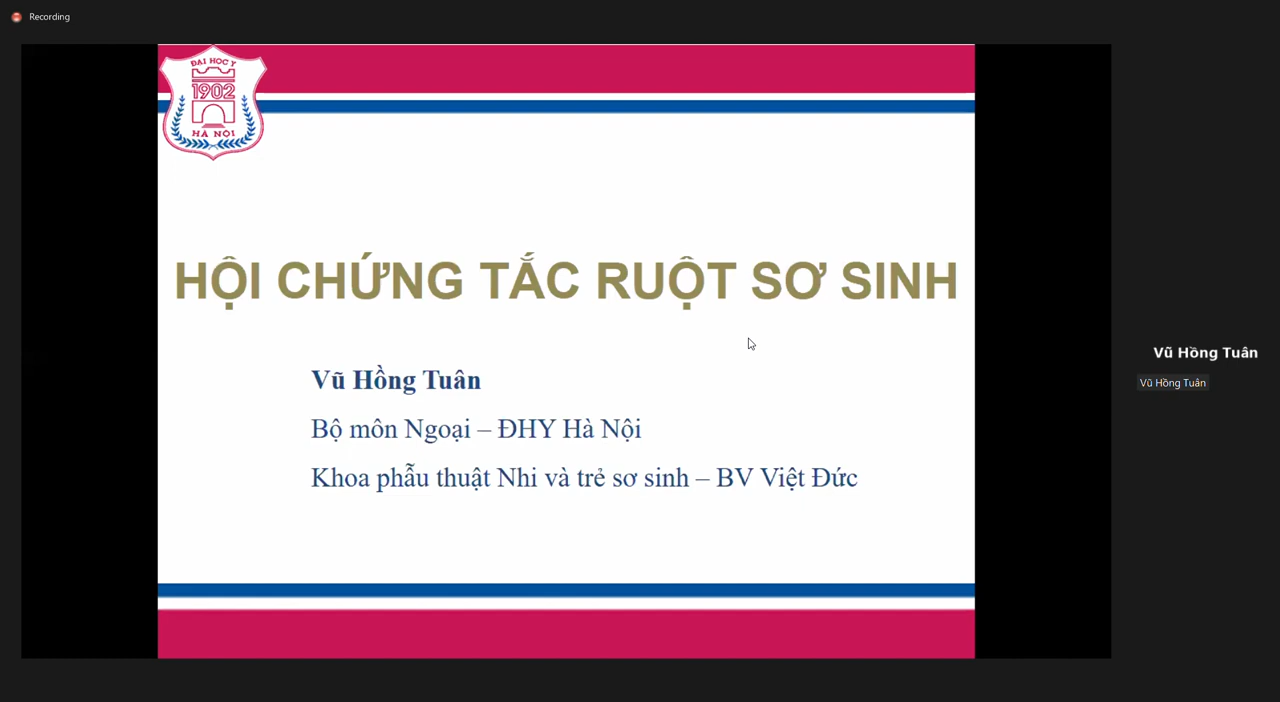 Recording
ĐẠI HỌC Y
1902
HÀ NỘI
HỘI CHỨNG TẮC RUỘT SƠ SINH
Vũ Hồng Tuân
Bộ môn Ngoại – ĐHY Hà Nội
Khoa phẫu thuật Nhi và trẻ sơ sinh – BV Việt Đức
Vũ Hồng Tuân
Vũ Hồng Tuân